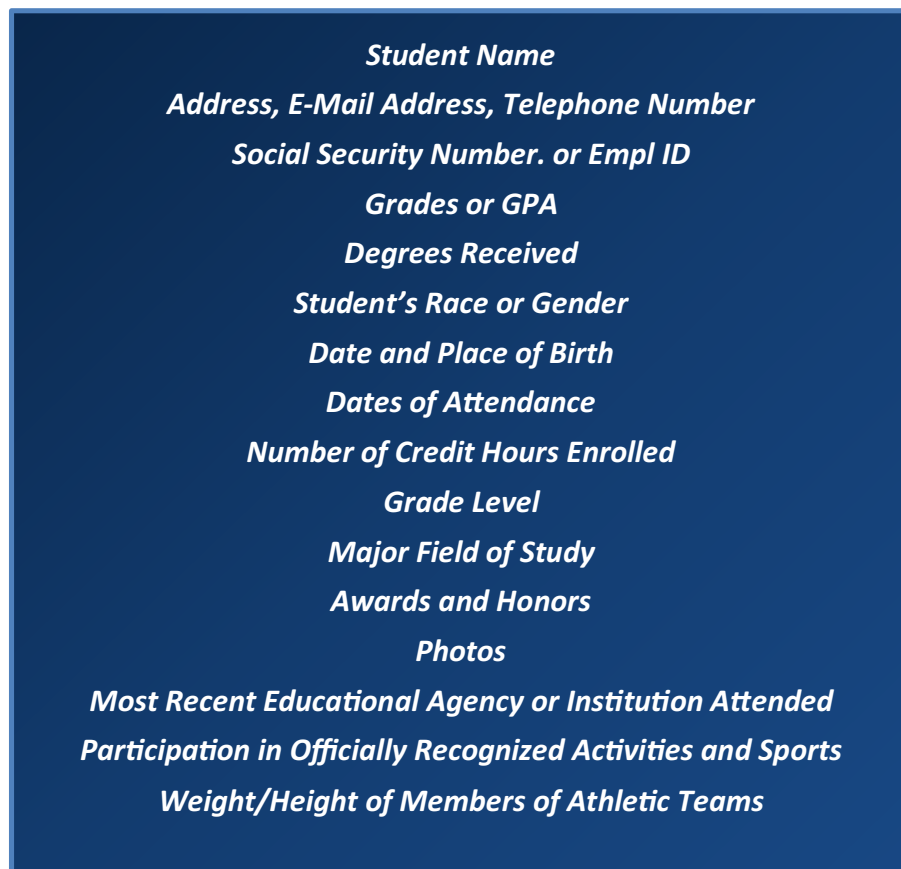 Student Name
Address, E-Mail Address, Telephone Number
Social Security Number. or Empl ID
Grades or GPA
Degrees Received
Student’s Race or Gender
Date and Place of Birth
Dates of Attendance
Number of Credit Hours Enrolled
Grade Level
Major Field of Study
Awards and Honors
Photos
Most Recent Educational Agency or Institution Attended
Participation in Officially Recognized Activities and Sports
Weight/Height of Members of Athletic Teams